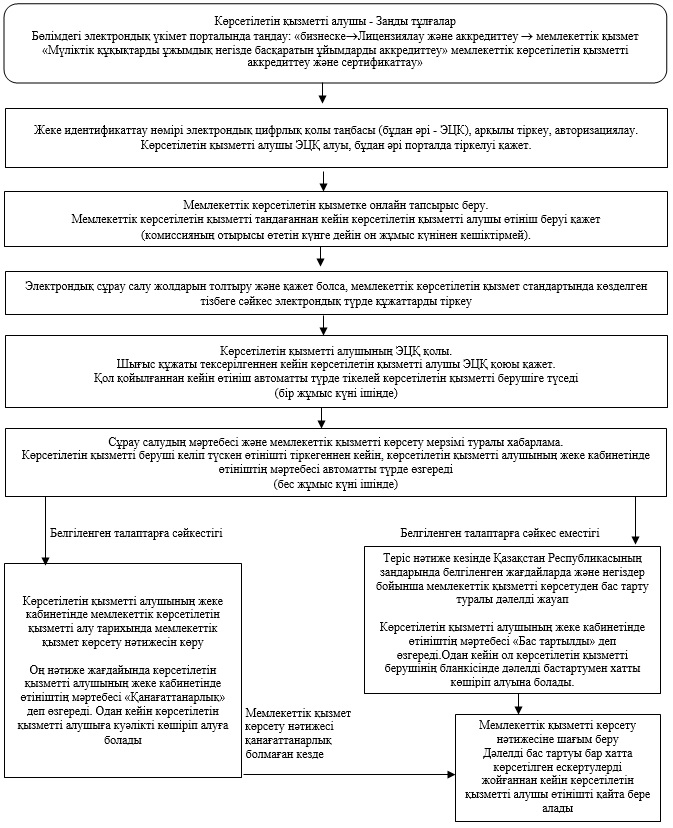 Көрсетілетін қызметті алушы - Заңды тұлғалар
Бөлімдегі электрондық үкімет порталында таңдау: «бизнеске→Лицензиялау және аккредиттеу → мемлекеттік қызмет
«Мүліктік құқықтарды ұжымдық негізде басқаратын ұйымдарды аккредиттеу» мемлекеттік көрсетілетін қызметті
аккредиттеу және сертификаттау»
Жеке идентификаттау нөмірі электрондық цифрлық қолы таңбасы (бұдан әрі - ЭЦҚ), арқылы тіркеу, авторизациялау.
Көрсетілетін қызметті алушы ЭЦҚ алуы, бұдан әрі порталда тіркелуі қажет.
Мемлекеттік көрсетілетін қызметке онлайн тапсырыс беру.
Мемлекеттік көрсетілетін қызметті таңдағаннан кейін көрсетілетін қызметті алушы өтініш беруі қажет
(комиссияның отырысы өтетін күнге дейін он жұмыс күнінен кешіктірмей).
Электрондық сұрау салу жолдарын толтыру және қажет болса, мемлекеттік көрсетілетін қызмет стандартында көзделген
тізбеге сәйкес электрондық түрде құжаттарды тіркеу
Көрсетілетін қызметті алушының ЭЦҚ қолы.
Шығыс құжаты тексерілгеннен кейін көрсетілетін қызметті алушы ЭЦҚ қоюы қажет.
Қол қойылғаннан кейін өтініш автоматты түрде тікелей көрсетілетін қызметті берушіге түседі
(бір жұмыс күні ішінде)
Сұрау салудың мәртебесі және мемлекеттік қызметті көрсету мерзімі туралы хабарлама.
Көрсетілетін қызметті беруші келіп түскен өтінішті тіркегеннен кейін, көрсетілетін қызметті алушының жеке кабинетінде
өтініштің мәртебесі автоматты түрде өзгереді
(бес жұмыс күні ішінде)
Белгіленген талаптарға сәйкестігі
Белгіленген талаптарға сәйкес еместігі
Көрсетілетін қызметті алушының жеке
кабинетінде мемлекеттік көрсетілетін
қызметті алу тарихында мемлекеттік
қызмет көрсету нәтижесін көру
Оң нәтиже жағдайында көрсетілетін
қызметті алушының жеке кабинетінде
өтініштің мәртебесі «Қанағаттанарлық»
деп өзгереді. Одан кейін көрсетілетін
қызметті алушыға куәлікті көшіріп алуға
болады
Теріс нәтиже кезінде Қазақстан Республикасының
заңдарында белгіленген жағдайларда және негіздер
бойынша мемлекеттік қызметті көрсетуден бас тарту
туралы дәлелді жауап
Көрсетілетін қызметті алушының жеке кабинетінде
өтініштің мәртебесі «Бас тартылды» деп
өзгереді.Одан кейін ол көрсетілетін қызметті
берушінің бланкісінде дәлелді бастартумен хатты
көшіріп алуына болады.
Мемлекеттік қызмет
көрсету нәтижесі
қанағаттанарлық
болмаған кезде
Мемлекеттік қызметті көрсету
нәтижесіне шағым беру
Дәлелді бас тартуы бар хатта
көрсетілген ескертулерді
жойғаннан кейін көрсетілетін
қызметті алушы өтінішті қайта бере
алады